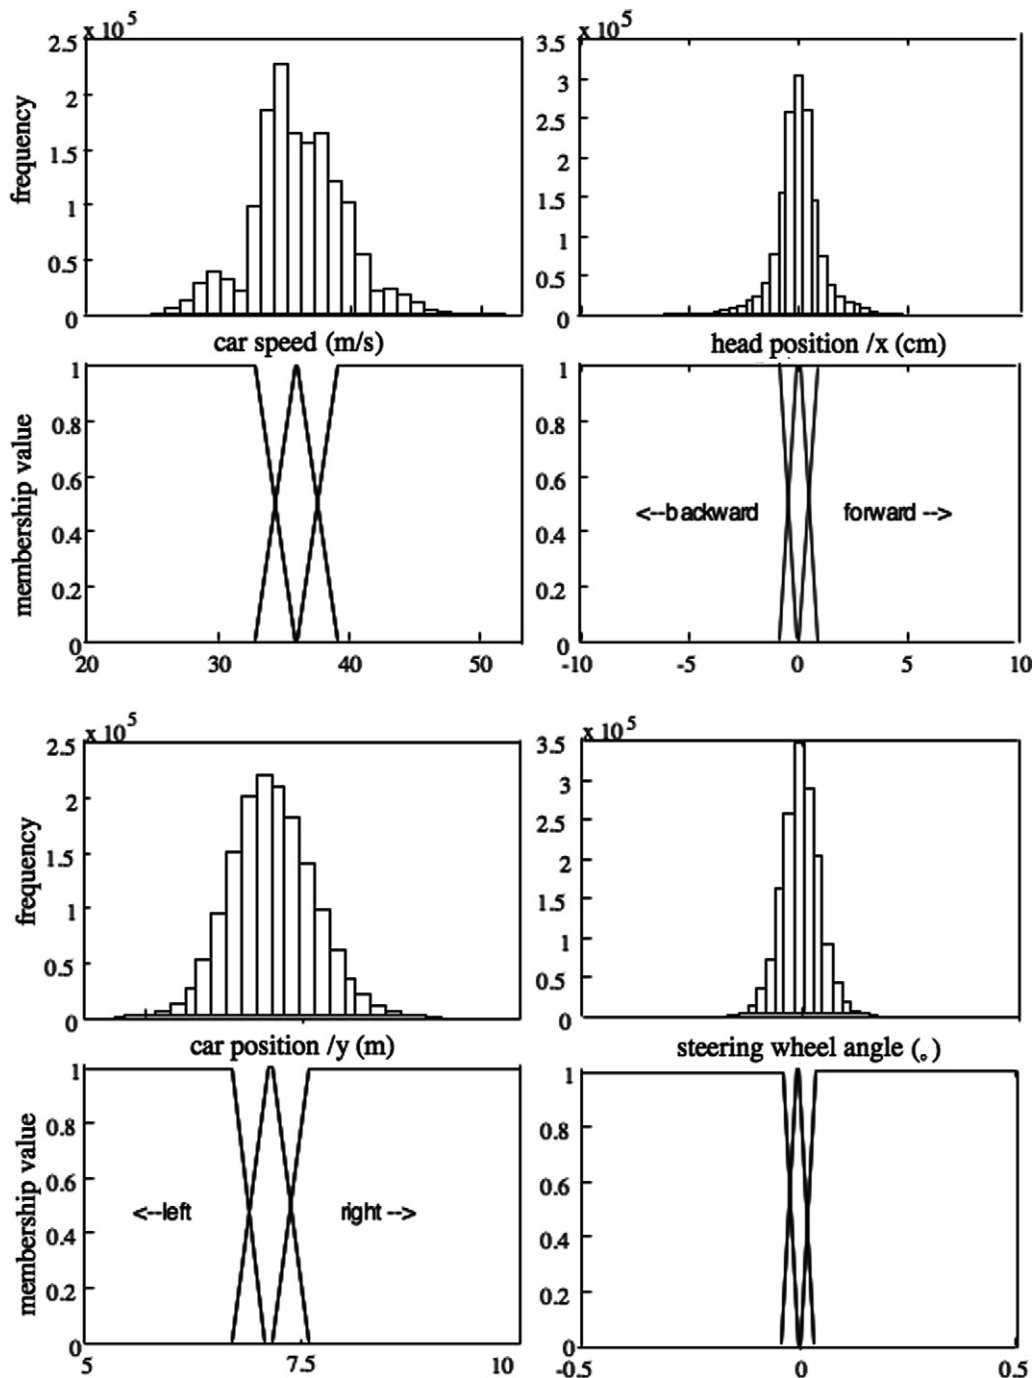 x 10^5
2.5
2
1.5
1
0.5
0
frequency
car speed (m/s)
x 10^5
3.5
3
2.5
2
1.5
1
0.5
0
head position /x (cm)
1
0.8
0.6
0.4
0.2
0
membership value
20 30 40 50
1
0.8
0.6
0.4
0.2
0
<--backward forward -->
-10 -5 0 5 10
x 10^5
2.5
2
1.5
1
0.5
0
frequency
car position /y (m)
x 10^5
3.5
3
2.5
2
1.5
1
0.5
0
steering wheel angle (°)
1
0.8
0.6
0.4
0.2
0
membership value
<--left right -->
5 7.5 10
1
0.8
0.6
0.4
0.2
0
-0.5 0 0.5